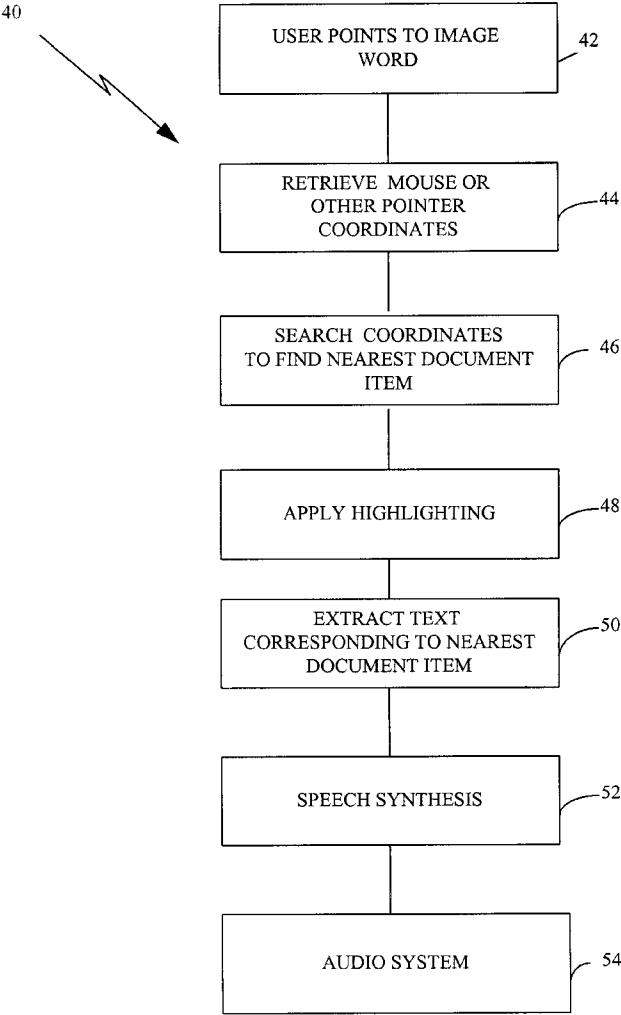 40
USER POINTS TO IMAGE
WORD
42
RETRIEVE MOUSE OR
OTHER POINTER
COORDINATES
44
SEARCH COORDINATES
TO FIND NEAREST DOCUMENT
ITEM
46
APPLY HIGHLIGHTING
48
EXTRACT TEXT
CORRESPONDING TO NEAREST
DOCUMENT ITEM
50
SPEECH SYNTHESIS
52
AUDIO SYSTEM
54